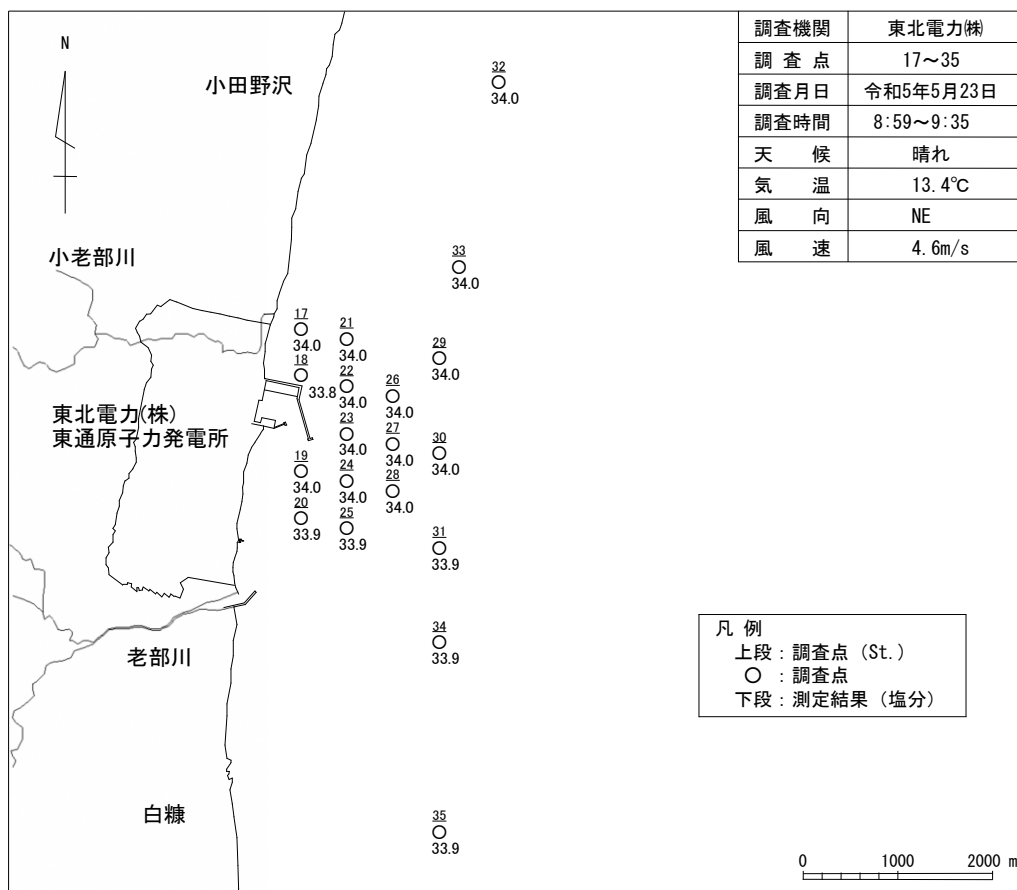 調査機関 東北電力㈱
調査点 17～35
調査月日 令和5年5月23日
調査時間 8:59～9:35
天候 晴れ
気温 13.4℃
風向 NE
風速 4.6m/s
N
小田野沢
32
34.0
小老部川
33
34.0
17
34.0
21
34.0
29
34.0
18
33.8
22
34.0
26
34.0
東北電力(株)
東通原子力発電所
23
34.0
27
34.0
30
34.0
19
34.0
24
34.0
28
34.0
20
33.9
25
33.9
31
33.9
34
33.9
老部川
凡例
上段：調査点（St.）
○：調査点
下段：測定結果（塩分）
白糠
35
33.9
0 1000 2000 m